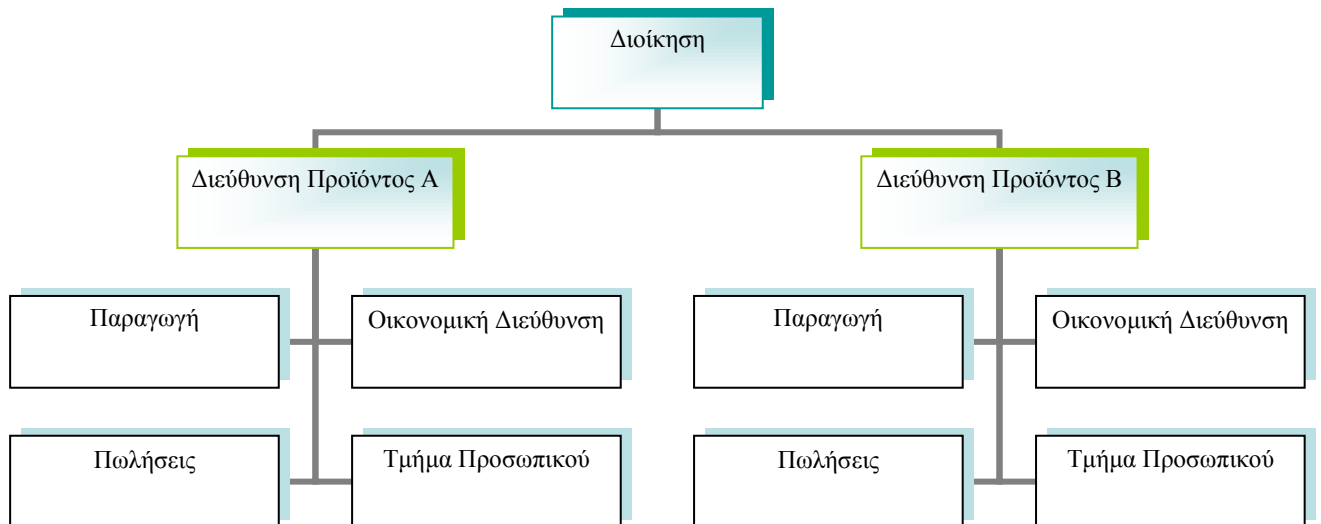 Διοίκηση
Διεύθυνση Προϊόντος Α
Διεύθυνση Προϊόντος Β
Παραγωγή
Οικονομική Διεύθυνση
Παραγωγή
Οικονομική Διεύθυνση
Πωλήσεις
Τμήμα Προσωπικού
Πωλήσεις
Τμήμα Προσωπικού